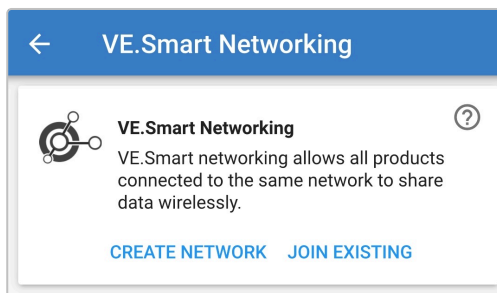 VE.Smart Networking
VE.Smart Networking
VE.Smart networking allows all products
connected to the same network to share
data wirelessly.
CREATE NETWORK JOIN EXISTING